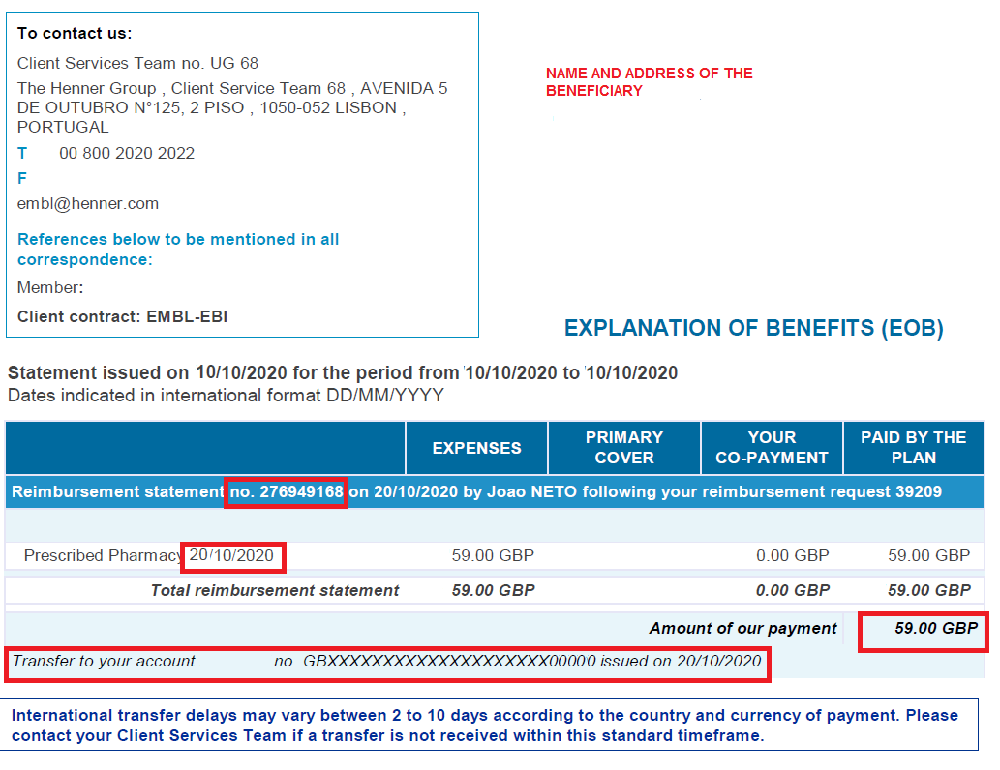 To contact us:
Client Services Team no. UG 68
The Henner Group , Client Service Team 68 , AVENIDA 5
DE OUTUBRO N°125, 2 PISO , 1050-052 LISBON ,
PORTUGAL
T 00 800 2020 2022
F
embl@henner.com
References below to be mentioned in all
correspondence:
Member:
Client contract: EMBL-EBI
NAME AND ADDRESS OF THE
BENEFICIARY
EXPLANATION OF BENEFITS (EOB)
Statement issued on 10/10/2020 for the period from 10/10/2020 to 10/10/2020
Dates indicated in international format DD/MM/YYYY
EXPENSES PRIMARY COVER YOUR CO-PAYMENT PAID BY THE PLAN
Reimbursement statement no. 276949168 on 20/10/2020 by Joao NETO following your reimbursement request 39209
Prescribed Pharmacy 20/10/2020 59.00 GBP 0.00 GBP 59.00 GBP
Total reimbursement statement 59.00 GBP 0.00 GBP 59.00 GBP
Amount of our payment 59.00 GBP
Transfer to your account no. GBXXXXXXXXXXXXXXXXXXXX00000 issued on 20/10/2020
International transfer delays may vary between 2 to 10 days according to the country and currency of payment. Please
contact your Client Services Team if a transfer is not received within this standard timeframe.